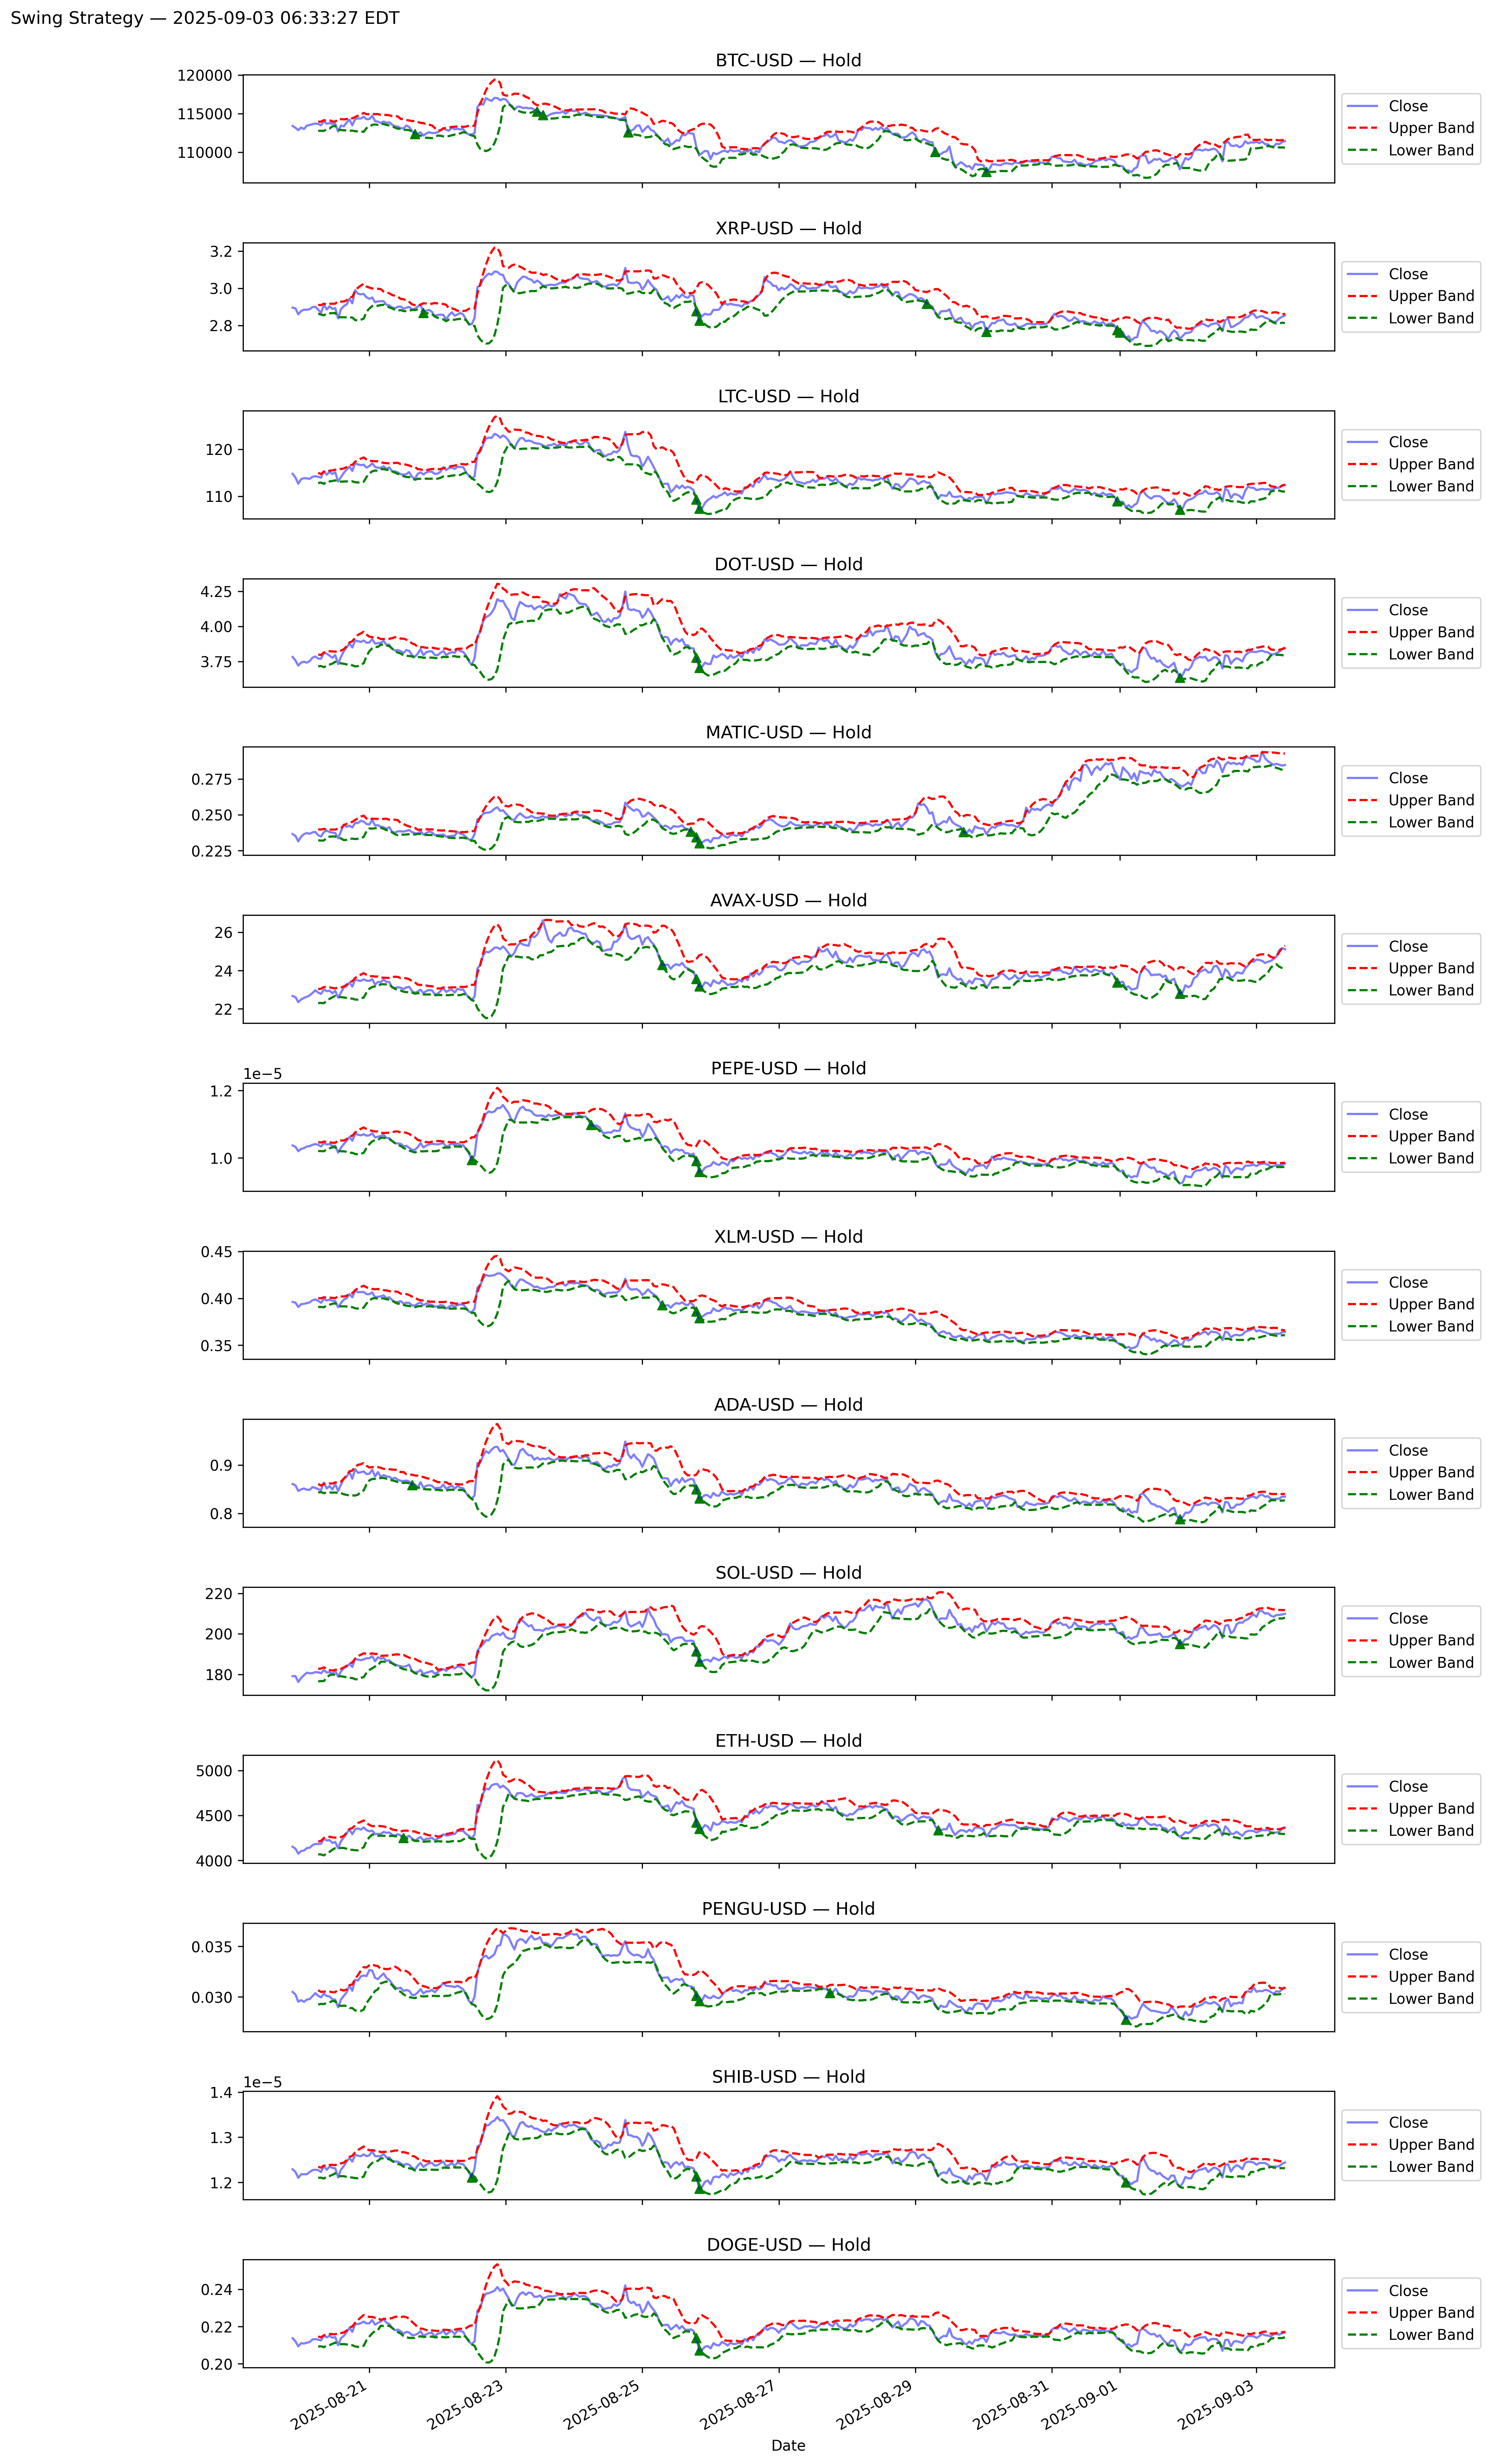 Swing Strategy — 2025-09-03 06:33:27 EDT
BTC-USD — Hold
120000
115000
110000
Close
Upper Band
Lower Band
XRP-USD — Hold
3.2
3.0
2.8
Close
Upper Band
Lower Band
LTC-USD — Hold
120
110
Close
Upper Band
Lower Band
DOT-USD — Hold
4.25
4.00
3.75
Close
Upper Band
Lower Band
MATIC-USD — Hold
0.275
0.250
0.225
Close
Upper Band
Lower Band
AVAX-USD — Hold
26
24
22
Close
Upper Band
Lower Band
PEPE-USD — Hold
1e−5
1.2
1.0
Close
Upper Band
Lower Band
XLM-USD — Hold
0.45
0.40
0.35
Close
Upper Band
Lower Band
ADA-USD — Hold
0.9
0.8
Close
Upper Band
Lower Band
SOL-USD — Hold
220
200
180
Close
Upper Band
Lower Band
ETH-USD — Hold
5000
4500
4000
Close
Upper Band
Lower Band
PENGU-USD — Hold
0.035
0.030
Close
Upper Band
Lower Band
SHIB-USD — Hold
1e−5
1.4
1.3
1.2
Close
Upper Band
Lower Band
DOGE-USD — Hold
0.24
0.22
0.20
Close
Upper Band
Lower Band
2025-08-21
2025-08-23
2025-08-25
2025-08-27
2025-08-29
2025-08-31
2025-09-01
2025-09-03
Date